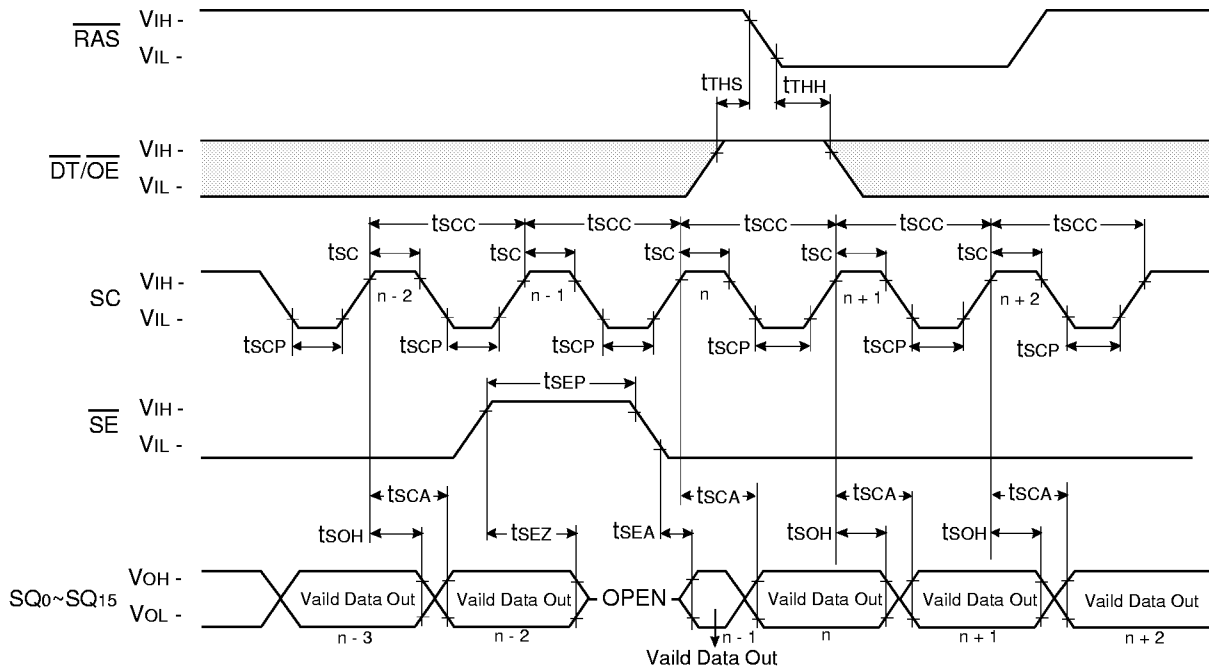 RAS
VIH -
VIL -
tTHS
tTHH
DT/OE
VIH -
VIL -
tSCC
tSCC
tSCC
tSCC
tSCC
tSC
tSC
tSC
tSC
tSC
SC
VIH -
VIL -
n - 2
n - 1
n
n + 1
n + 2
tSCP
tSCP
tSCP
tSCP
tSCP
tSCP
tSEP
SE
VIH -
VIL -
tSCA
tSCA
tSCA
tSCA
tSOH
tSEZ
tSEA
tSOH
tSOH
SQ0~SQ15
VOH -
VOL -
Vaild Data Out
Vaild Data Out
OPEN
Vaild Data Out
Vaild Data Out
Vaild Data Out
n - 3
n - 2
n - 1
n
n + 1
n + 2
Vaild Data Out